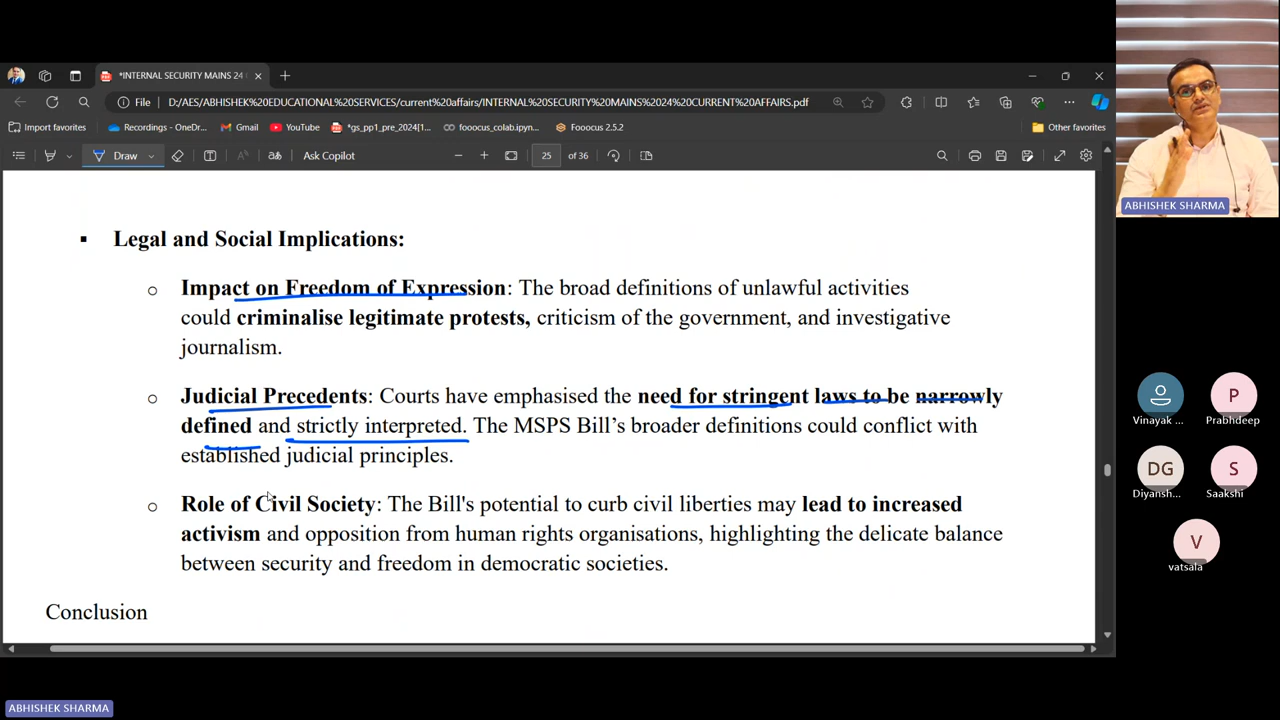 *INTERNAL SECURITY MAINS 24
File
D:/AES/ABHISHEK%20EDUCATIONAL%20SERVICES/current%20affairs/INTERNAL%20SECURITY%20MAINS%2024%20CURRENT%20AFFAIRS.pdf
Import favorites
Recordings - OneDr...
Gmail
YouTube
*gs_pp1_pre_2024[1...
fooocus_colab.ipyn...
Fooocus 2.5.2
Other favorites
Draw
Ask Copilot
25 of 36
ABHISHEK SHARMA
Legal and Social Implications:
Impact on Freedom of Expression: The broad definitions of unlawful activities
could criminalise legitimate protests, criticism of the government, and investigative
journalism.
Judicial Precedents: Courts have emphasised the need for stringent laws to be narrowly
defined and strictly interpreted. The MSPS Bill’s broader definitions could conflict with
established judicial principles.
Role of Civil Society: The Bill's potential to curb civil liberties may lead to increased
activism and opposition from human rights organisations, highlighting the delicate balance
between security and freedom in democratic societies.
Conclusion
Vinayak ...
P
Prabhdeep
DG
Diyansh...
S
Saakshi
V
vatsala
ABHISHEK SHARMA